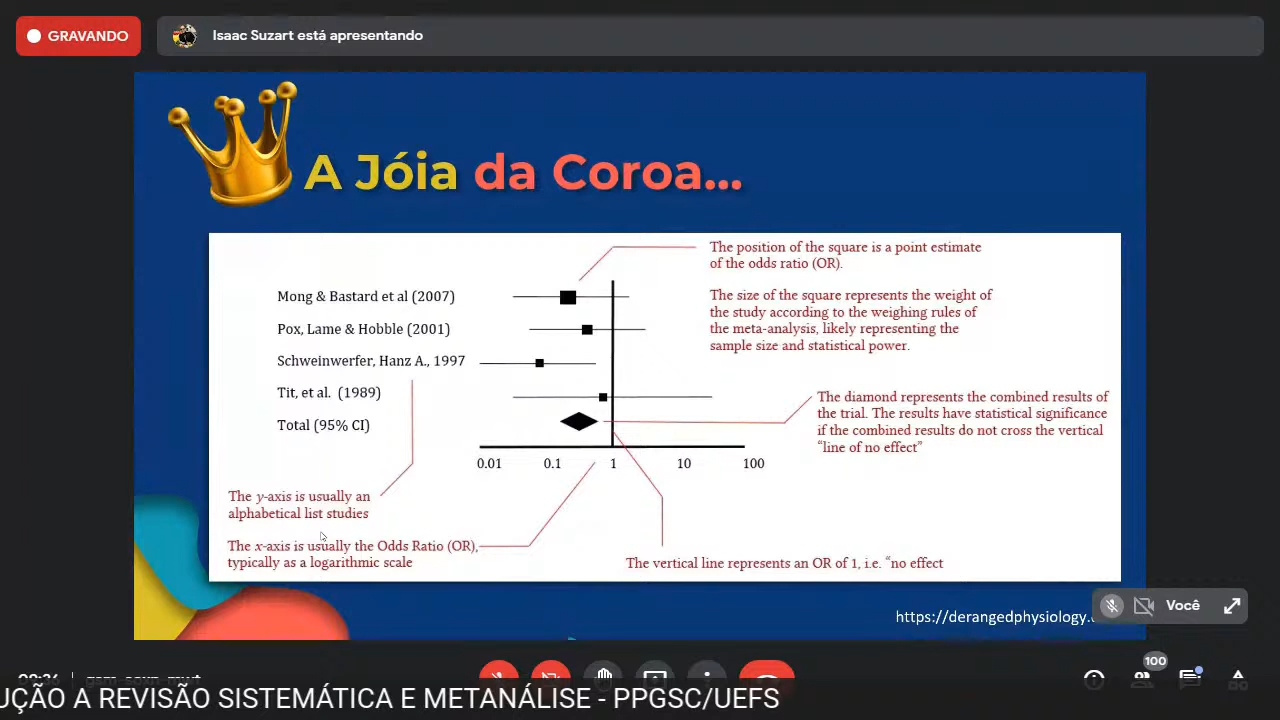 GRAVANDO
Isaac Suzart está apresentando
A Jóia da Coroa...
The position of the square is a point estimate
of the odds ratio (OR).
The size of the square represents the weight of
the study according to the weighing rules of
the meta-analysis, likely representing the
sample size and statistical power.
Mong & Bastard et al (2007)
Pox, Lame & Hobble (2001)
Schweinwerfer, Hanz A., 1997
Tit, et al. (1989)
Total (95% CI)
The diamond represents the combined results of
the trial. The results have statistical significance
if the combined results do not cross the vertical
“line of no effect”
0.01 0.1 1 10 100
The y-axis is usually an
alphabetical list studies
The x-axis is usually the Odds Ratio (OR),
typically as a logarithmic scale
The vertical line represents an OR of 1, i.e. “no effect
https://derangedphysiology.
Você
100
UÇÃO A REVISÃO SISTEMÁTICA E METANÁLISE - PPGSC/UEFS